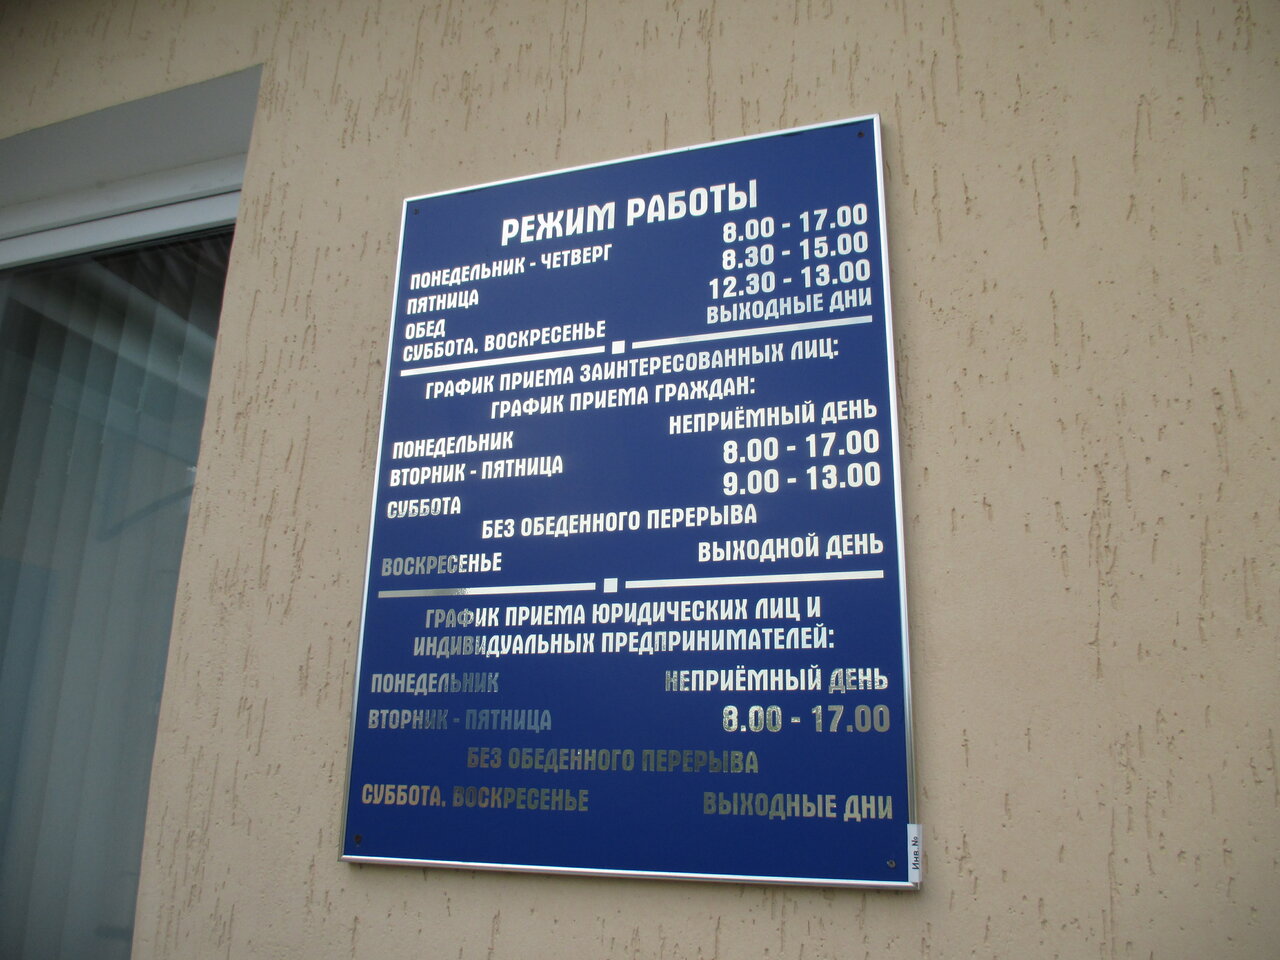 РЕЖИМ РАБОТЫ
ПОНЕДЕЛЬНИК - ЧЕТВЕРГ 8.00 - 17.00
ПЯТНИЦА 8.30 - 15.00
ОБЕД 12.30 - 13.00
СУББОТА, ВОСКРЕСЕНЬЕ ВЫХОДНЫЕ ДНИ
ГРАФИК ПРИЕМА ЗАИНТЕРЕСОВАННЫХ ЛИЦ:
ГРАФИК ПРИЕМА ГРАЖДАН:
ПОНЕДЕЛЬНИК НЕПРИЁМНЫЙ ДЕНЬ
ВТОРНИК - ПЯТНИЦА 8.00 - 17.00
СУББОТА 9.00 - 13.00
БЕЗ ОБЕДЕННОГО ПЕРЕРЫВА
ВОСКРЕСЕНЬЕ ВЫХОДНОЙ ДЕНЬ
ГРАФИК ПРИЕМА ЮРИДИЧЕСКИХ ЛИЦ И
ИНДИВИДУАЛЬНЫХ ПРЕДПРИНИМАТЕЛЕЙ:
ПОНЕДЕЛЬНИК НЕПРИЁМНЫЙ ДЕНЬ
ВТОРНИК - ПЯТНИЦА 8.00 - 17.00
БЕЗ ОБЕДЕННОГО ПЕРЕРЫВА
СУББОТА, ВОСКРЕСЕНЬЕ ВЫХОДНЫЕ ДНИ
Инв.№